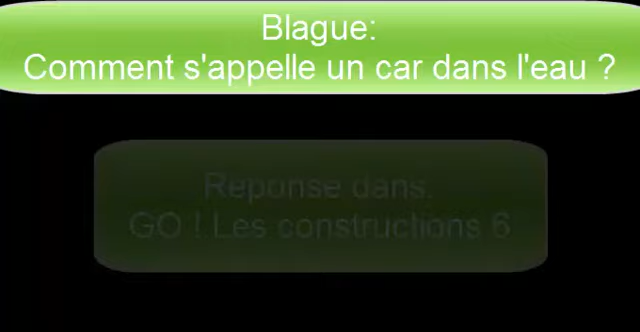 Blague:
Comment s'appelle un car dans l'eau ?
Reponse dans:
GO ! Les constructions 6